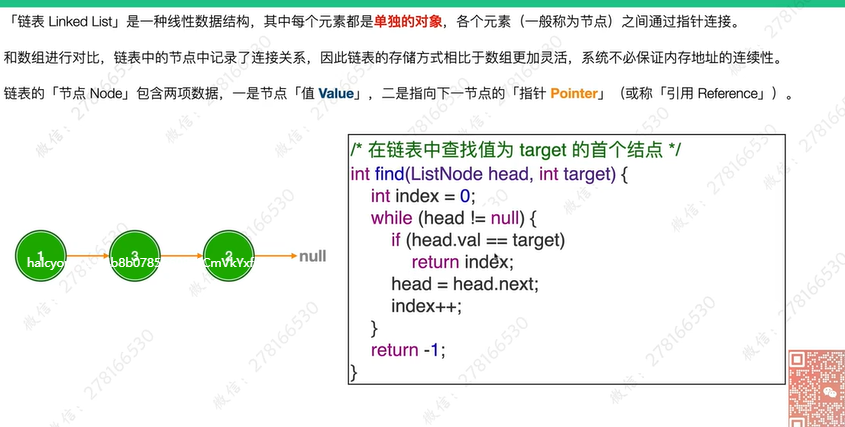 「链表 Linked List」是一种线性数据结构，其中每个元素都是单独的对象，各个元素（一般称为节点）之间通过指针连接。
和数组进行对比，链表中的节点中记录了连接关系，因此链表的存储方式相比于数组更加灵活，系统不必保证内存地址的连续性。
链表的「节点 Node」包含两项数据，一是节点「值 Value」，二是指向下一节点的「指针 Pointer」（或称「引用 Reference」）。
/* 在链表中查找值为 target 的首个结点 */
int find(ListNode head, int target) {
int index = 0;
while (head != null) {
if (head.val == target)
return index;
head = head.next;
index++;
}
return -1;
}
1 3 2 null
微信：278166530